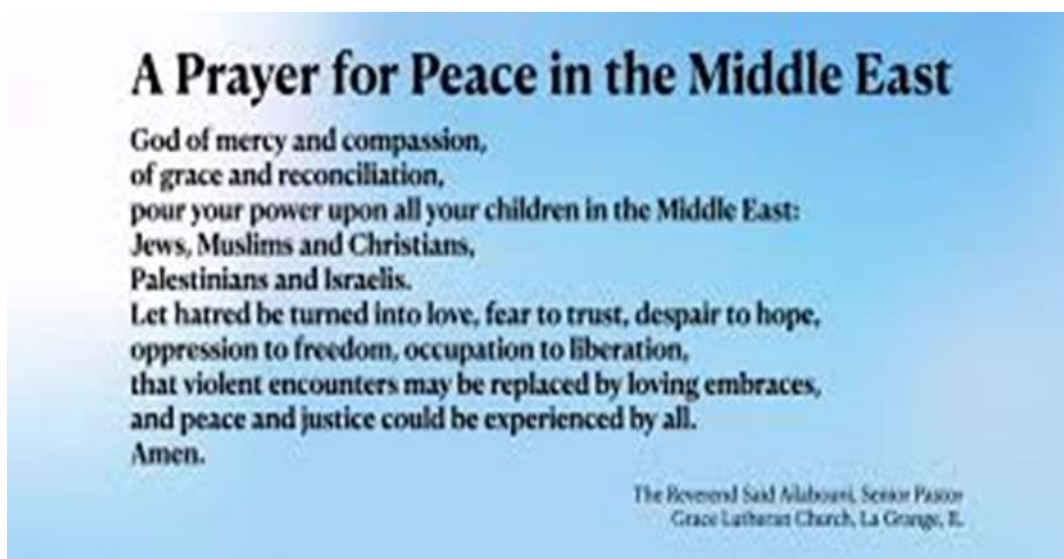 A Prayer for Peace in the Middle East
God of mercy and compassion,
of grace and reconciliation,
pour your power upon all your children in the Middle East:
Jews, Muslims and Christians,
Palestinians and Israelis.
Let hatred be turned into love, fear to trust, despair to hope,
oppression to freedom, occupation to liberation,
that violent encounters may be replaced by loving embraces,
and peace and justice could be experienced by all.
Amen.
The Reverend Said Ailabouni, Senior Pastor
Grace Lutheran Church, La Grange, IL